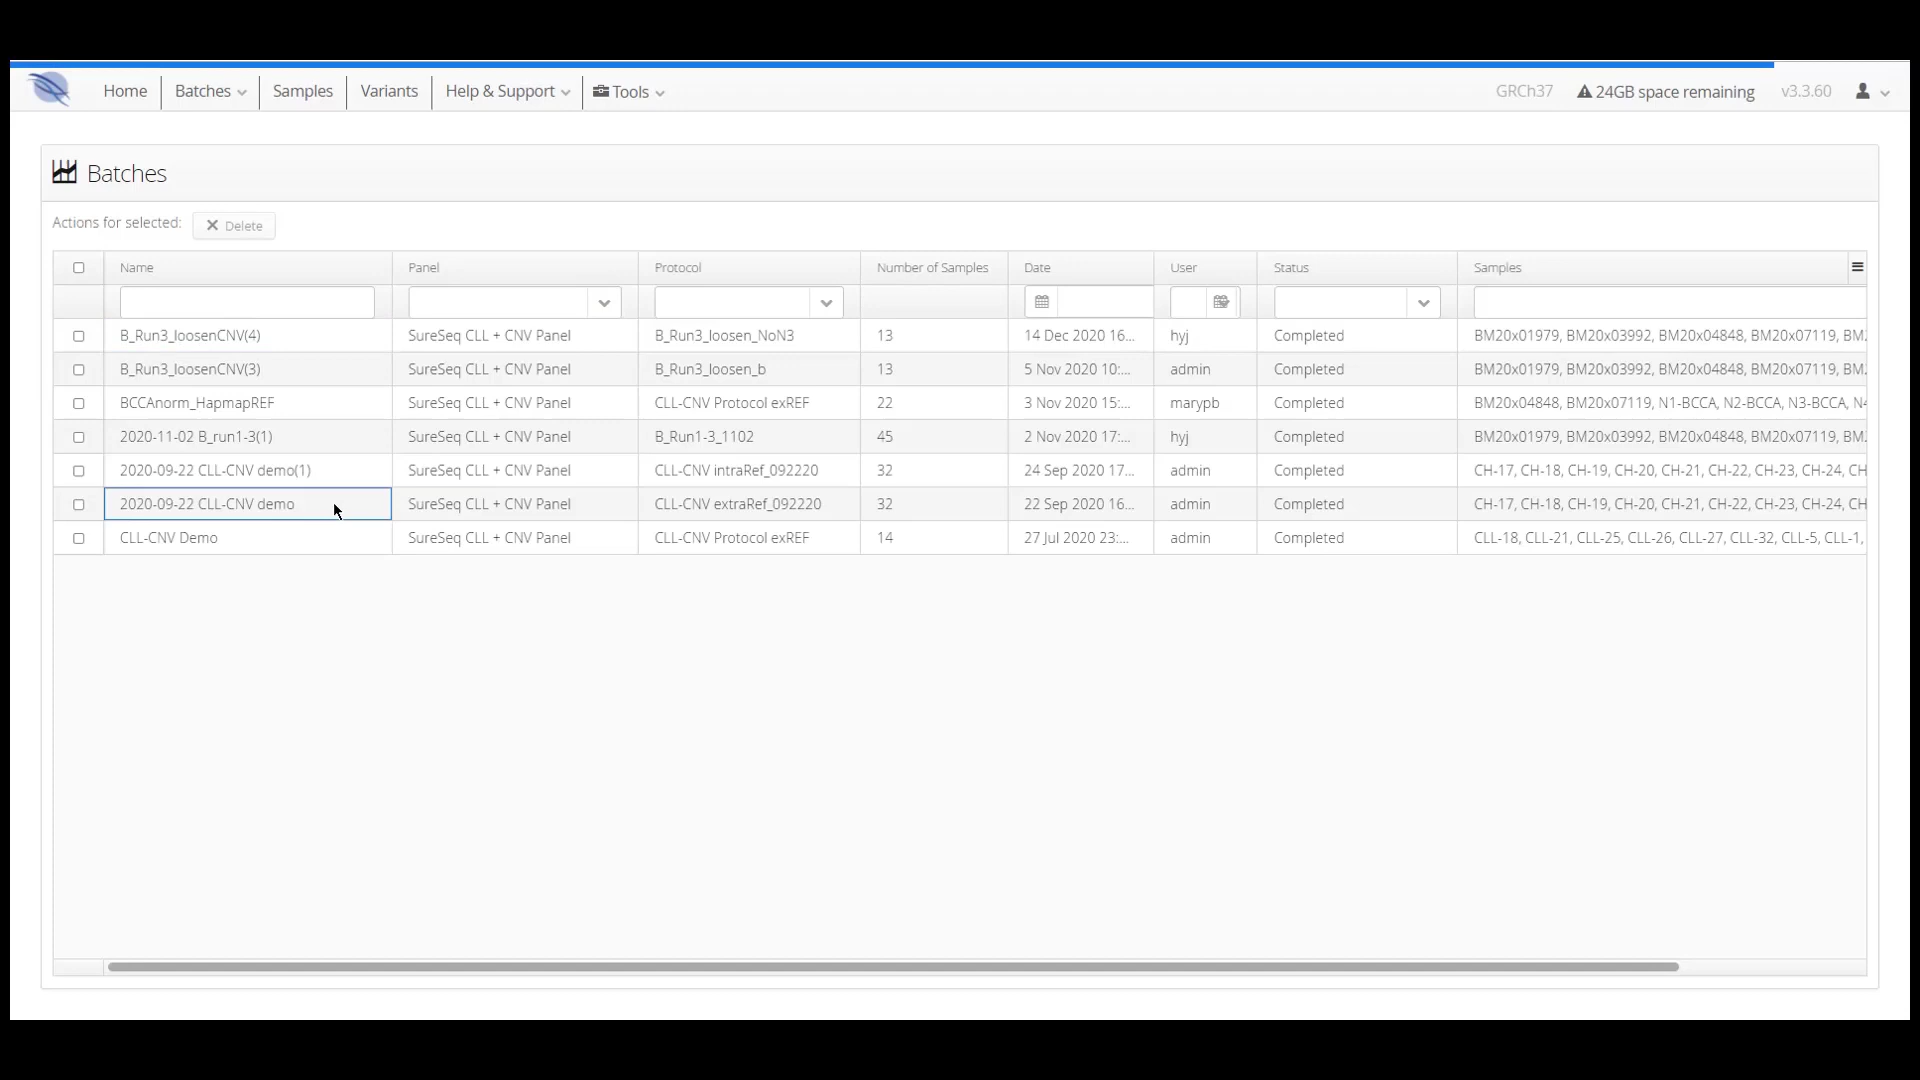 Home Batches Samples Variants Help & Support Tools GRCh37 24GB space remaining v3.3.60
Batches
Actions for selected: Delete
Name Panel Protocol Number of Samples Date User Status Samples
B_Run3_loosenCNV(4) SureSeq CLL + CNV Panel B_Run3_loosen_NoN3 13 14 Dec 2020 16... hyj Completed BM20x01979, BM20x03992, BM20x04848, BM20x07119, BM.
B_Run3_loosenCNV(3) SureSeq CLL + CNV Panel B_Run3_loosen_b 13 5 Nov 2020 10:... admin Completed BM20x01979, BM20x03992, BM20x04848, BM20x07119, BM.
BCCAnorm_HapmapREF SureSeq CLL + CNV Panel CLL-CNV Protocol exREF 22 3 Nov 2020 15:... marypb Completed BM20x04848, BM20x07119, N1-BCCA, N2-BCCA, N3-BCCA, N4
2020-11-02 B_run1-3(1) SureSeq CLL + CNV Panel B_Run1-3_1102 45 2 Nov 2020 17:... hyj Completed BM20x01979, BM20x03992, BM20x04848, BM20x07119, BM.
2020-09-22 CLL-CNV demo(1) SureSeq CLL + CNV Panel CLL-CNV intraRef_092220 32 24 Sep 2020 17... admin Completed CH-17, CH-18, CH-19, CH-20, CH-21, CH-22, CH-23, CH-24, CH
2020-09-22 CLL-CNV demo SureSeq CLL + CNV Panel CLL-CNV extraRef_092220 32 22 Sep 2020 16... admin Completed CH-17, CH-18, CH-19, CH-20, CH-21, CH-22, CH-23, CH-24, CH
CLL-CNV Demo SureSeq CLL + CNV Panel CLL-CNV Protocol exREF 14 27 Jul 2020 23:... admin Completed CLL-18, CLL-21, CLL-25, CLL-26, CLL-27, CLL-32, CLL-5, CLL-1,